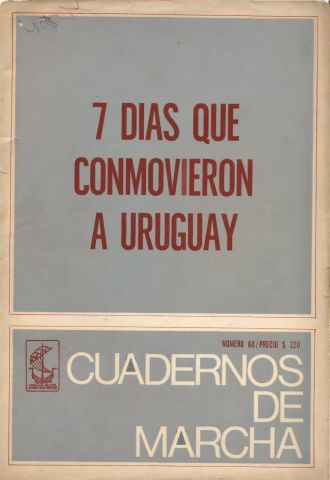 7 DIAS QUE
CONMOVIERON
A URUGUAY
NUMERO 68/PRECIO $ 220
CUADERNOS
DE
MARCHA